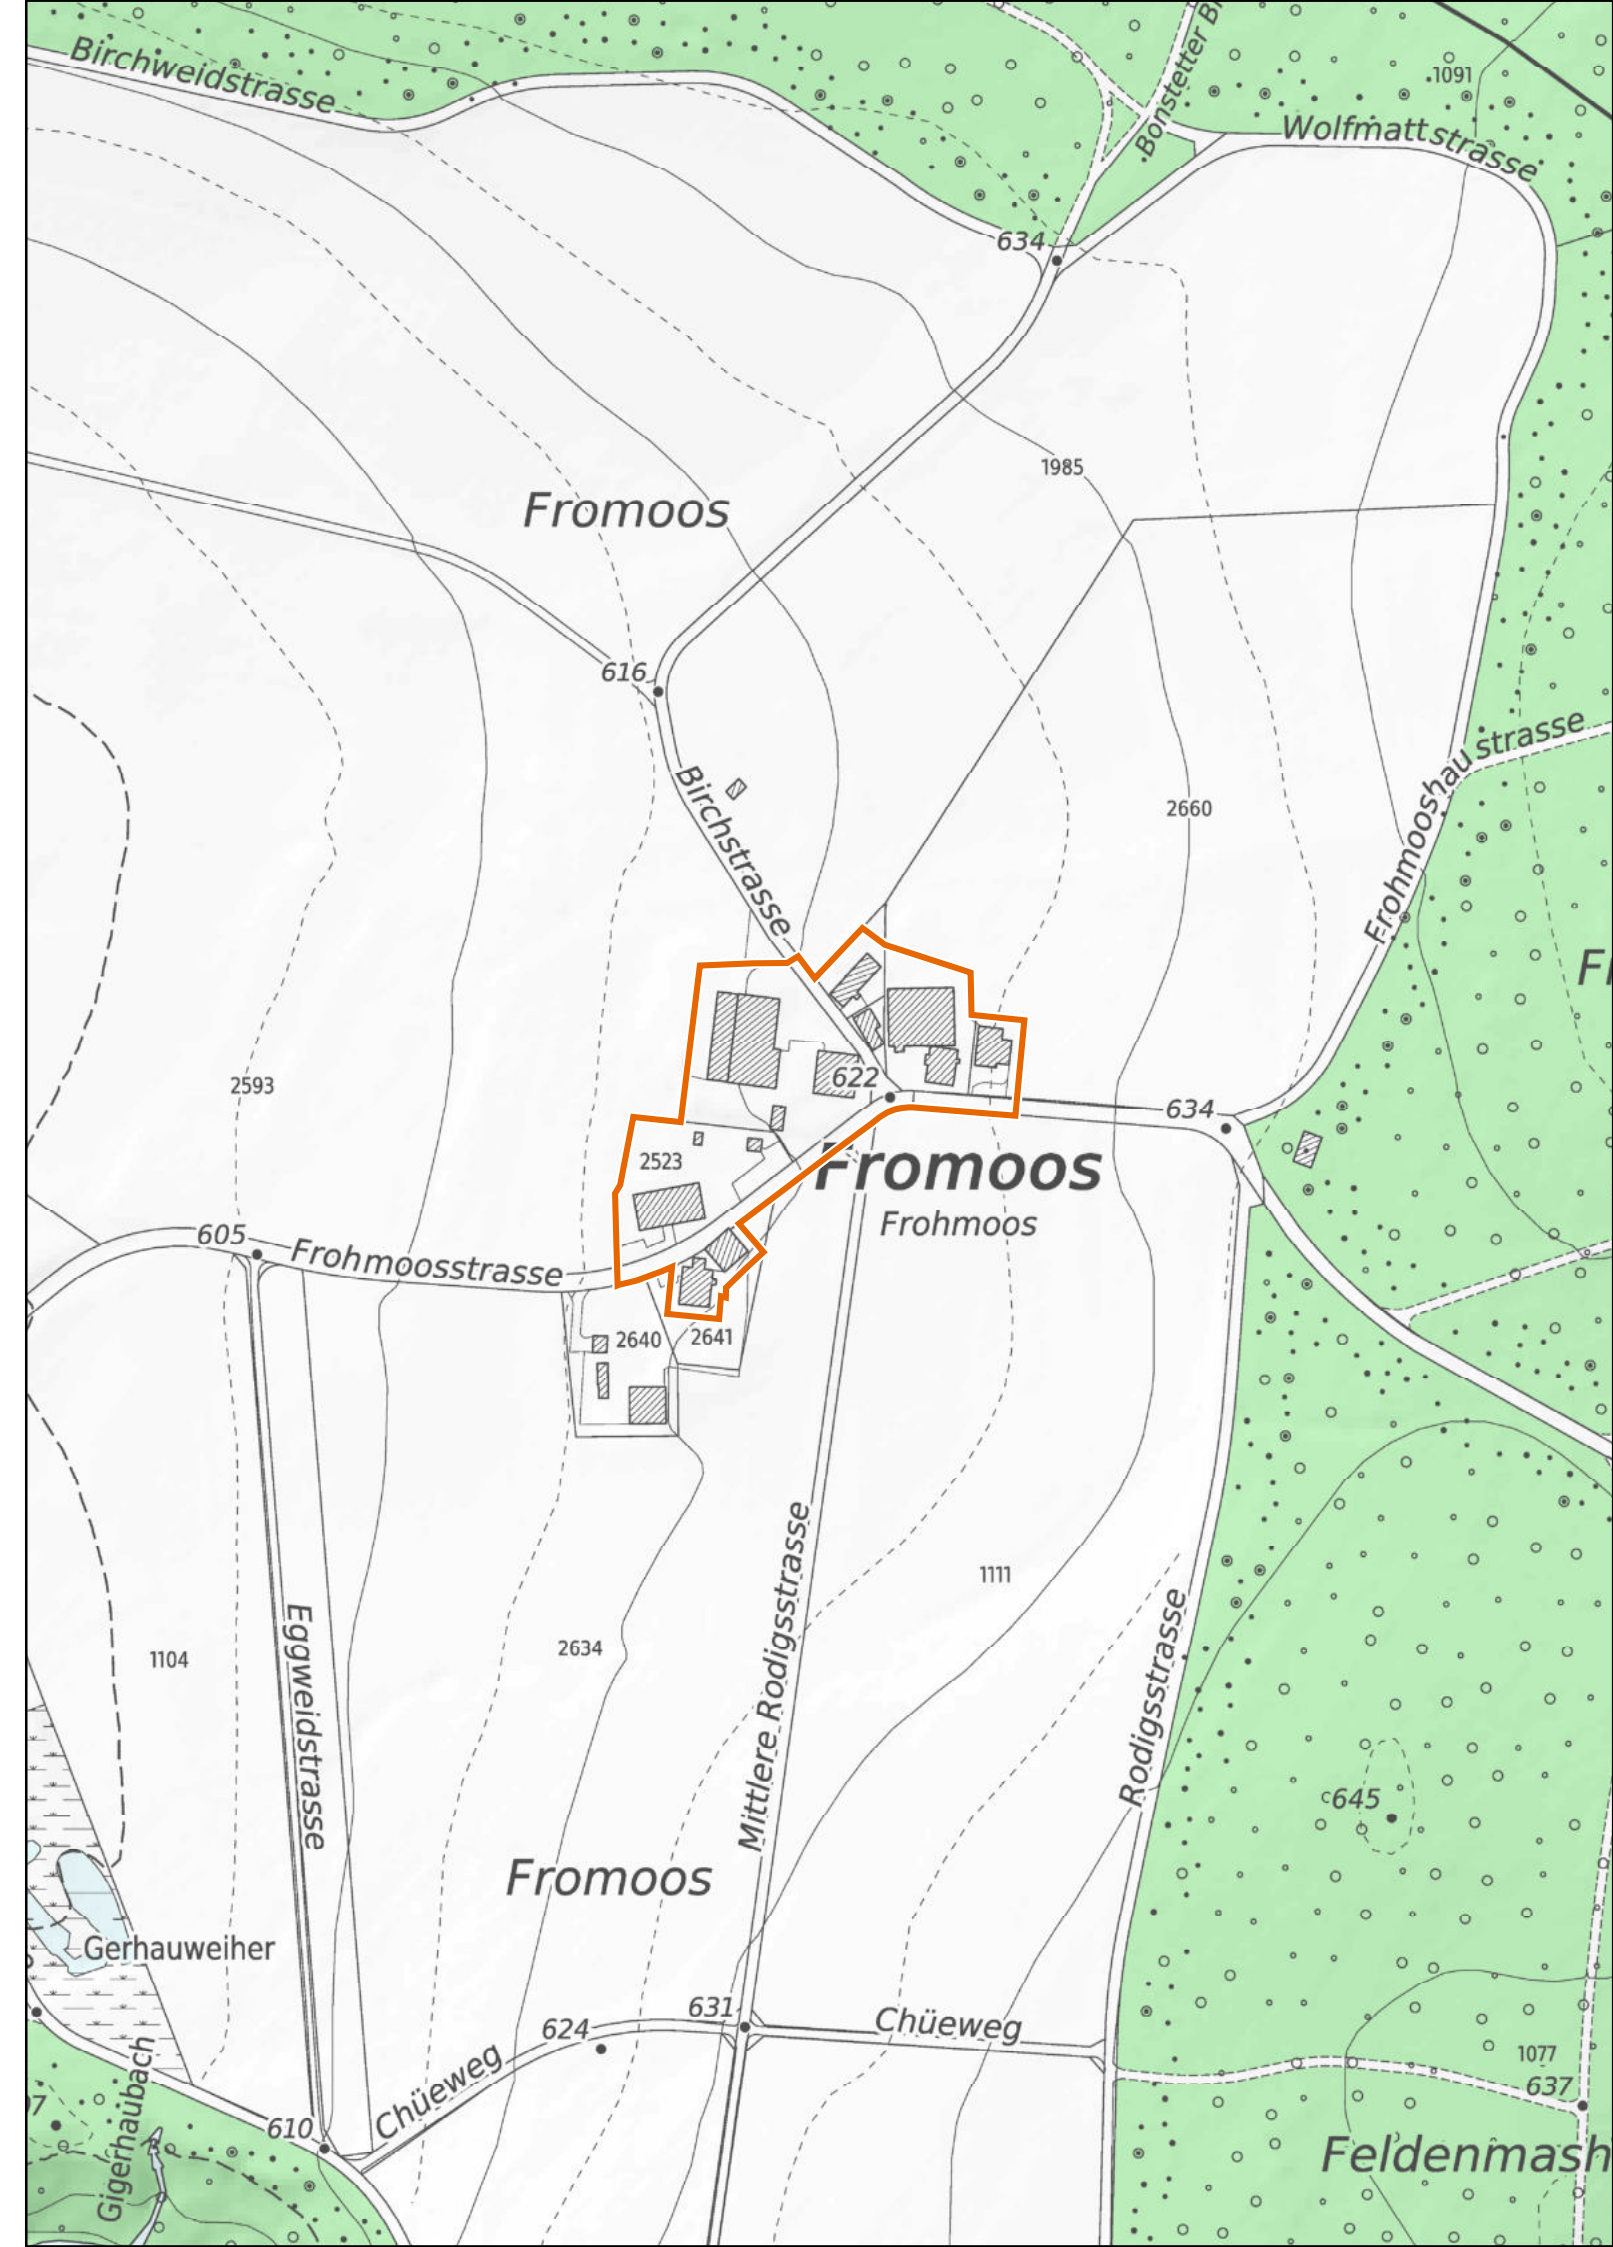 Birchweidstrasse
.1091
Wolfmattstrasse
634
1985
Fromoos
616
Frohmooshaustrasse
2660
Birchstrasse
2593
622
634
Fromoos
Frohmoos
2523
605
Frohmoosstrasse
2640
2641
Mittlere Rodigsstrasse
1111
Rodigsstrasse
Eggweidstrasse
2634
1104
645
Fromoos
Gerhauweiher
631
Chüeweg
624
Chüeweg
1077
637
610
Gigerhaubach
Feldenmash